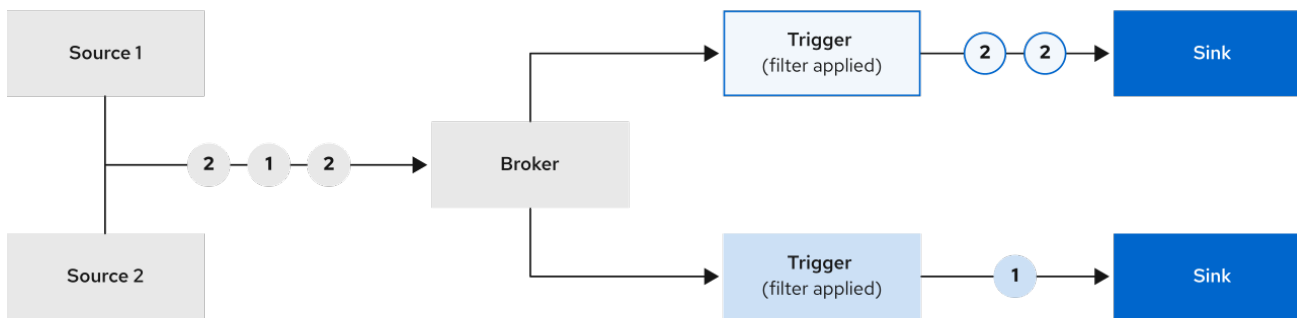 Source 1
Trigger
(filter applied)
2
2
Sink
2
1
2
Broker
Source 2
Trigger
(filter applied)
1
Sink